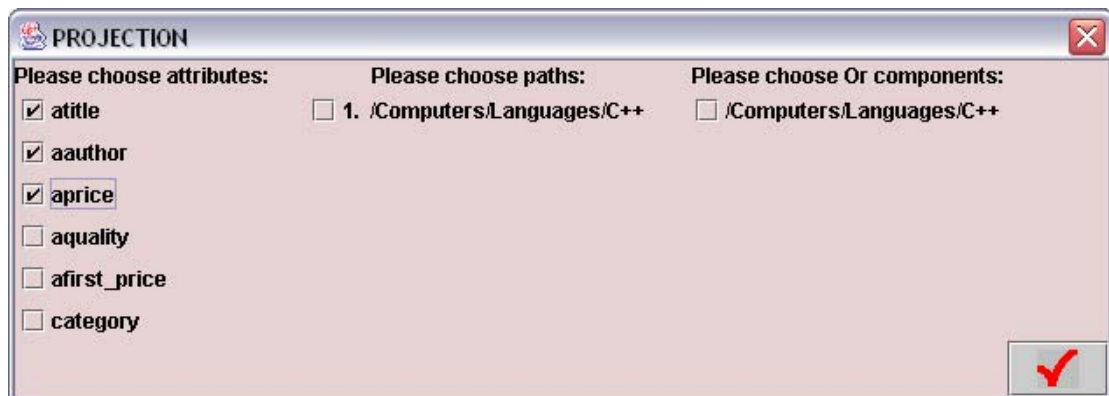 PROJECTION
Please choose attributes: Please choose paths: Please choose Or components:
atitle 1. /Computers/Languages/C++ /Computers/Languages/C++
aauthor
aprice
aquality
afirst_price
category